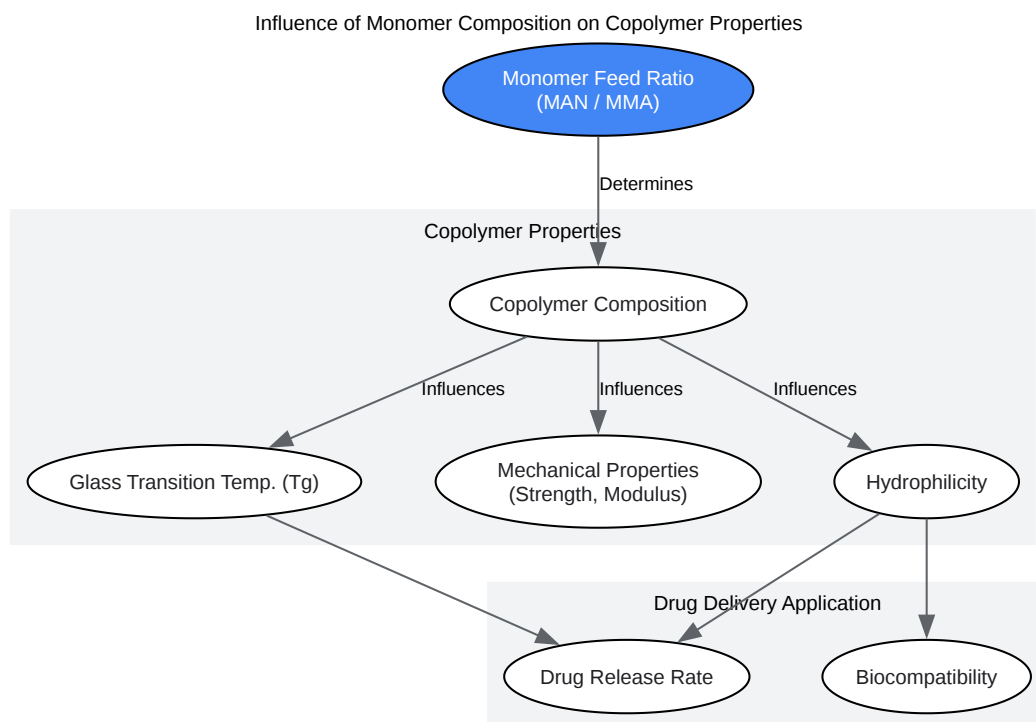 Influence of Monomer Composition on Copolymer Properties
Monomer Feed Ratio
(MAN / MMA)
Determines
Copolymer Properties
Copolymer Composition
Influences
Influences
Influences
Glass Transition Temp. (Tg)
Mechanical Properties
(Strength, Modulus)
Hydrophilicity
Drug Delivery Application
Drug Release Rate
Biocompatibility